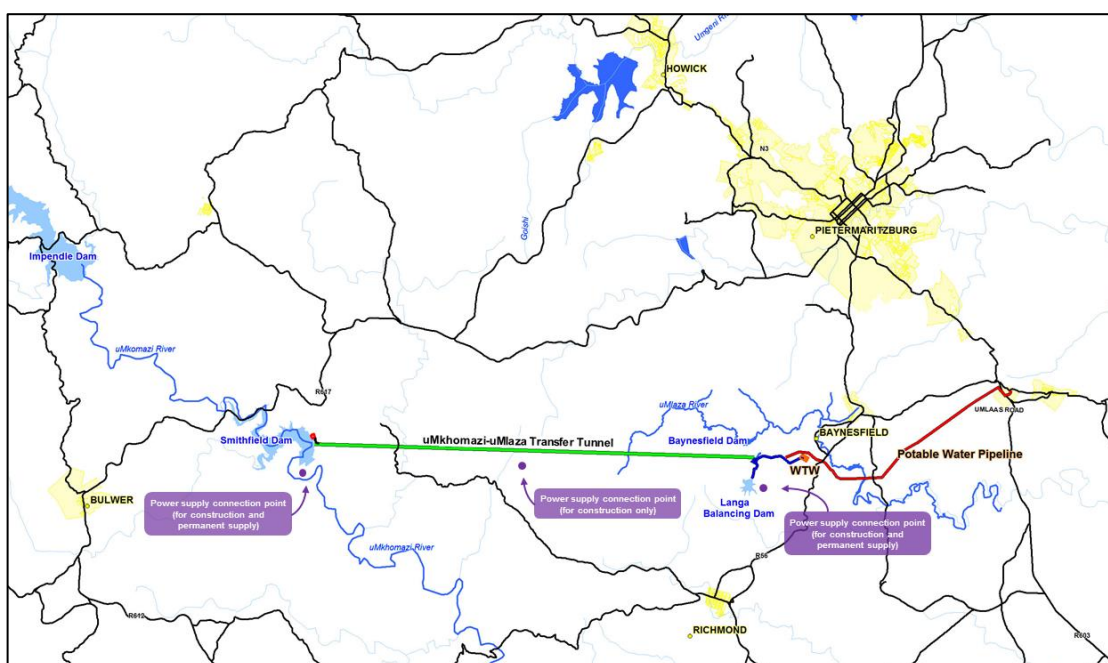 Umgeni River
HOWICK
N3
Goishi
PIETERMARITZBURG
Impendle Dam
uMkomazi River
R617
uMlaza River
UMLAAS ROAD
Smithfield Dam
uMkhomazi-uMlaza Transfer Tunnel
Baynesfield Dam
BAYNESFIELD
Potable Water Pipeline
WTW
BULWER
Power supply connection point
(for construction and
permanent supply)
Power supply connection point
(for construction only)
Langa
Balancing Dam
Power supply connection point
(for construction and
permanent supply)
uMkomazi River
R56
R612
RICHMOND
R603